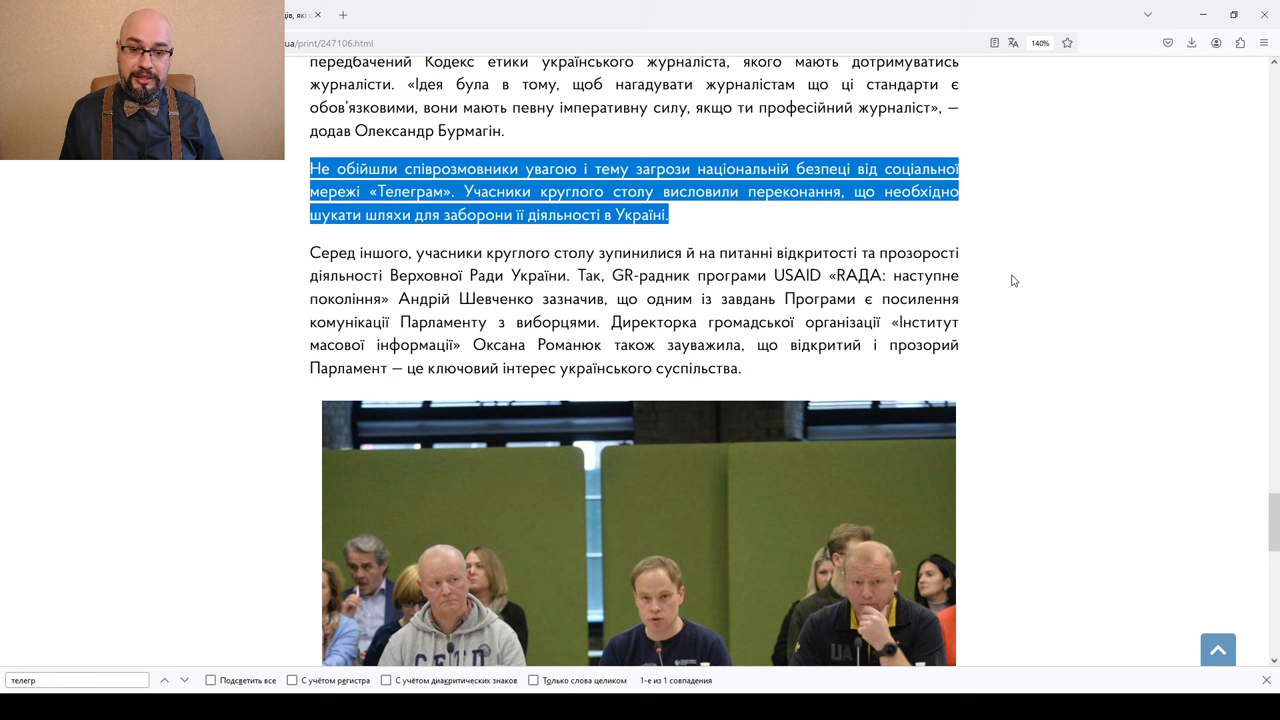 ців, які
ua/print/247106.html
140%
передбачений Кодекс етики українського журналіста, якого мають дотримуватись
журналісти. «Ідея була в тому, щоб нагадувати журналістам що ці стандарти є
обов’язковими, вони мають певну імперативну силу, якщо ти професійний журналіст», —
додав Олександр Бурмагін.
Не обійшли співрозмовники увагою і тему загрози національній безпеці від соціальної
мережі «Телеграм». Учасники круглого столу висловили переконання, що необхідно
шукати шляхи для заборони її діяльності в Україні.
Серед іншого, учасники круглого столу зупинилися й на питанні відкритості та прозорості
діяльності Верховної Ради України. Так, GR-радник програми USAID «РАДА: наступне
покоління» Андрій Шевченко зазначив, що одним із завдань Програми є посилення
комунікації Парламенту з виборцями. Директорка громадської організації «Інститут
масової інформації» Оксана Романюк також зауважила, що відкритий і прозорий
Парламент — це ключовий інтерес українського суспільства.
UA
телегр
Подсветить все
С учётом регистра
С учётом диакритических знаков
Только слова целиком
1-е из 1 совпадения